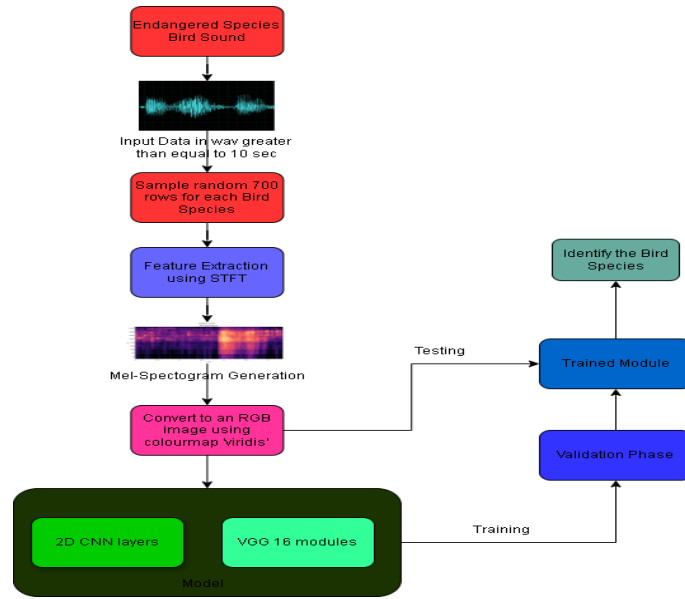 Endangered Species
Bird Sound
Input Data in wav greater
than equal to 10 sec
Sample random 700
rows for each Bird
Species
Feature Extraction
using STFT
Mel-Spectogram Generation
Convert to an RGB
image using
colourmap 'viridis'
2D CNN layers
VGG 16 modules
Model
Training
Testing
Validation Phase
Trained Module
Identify the Bird
Species